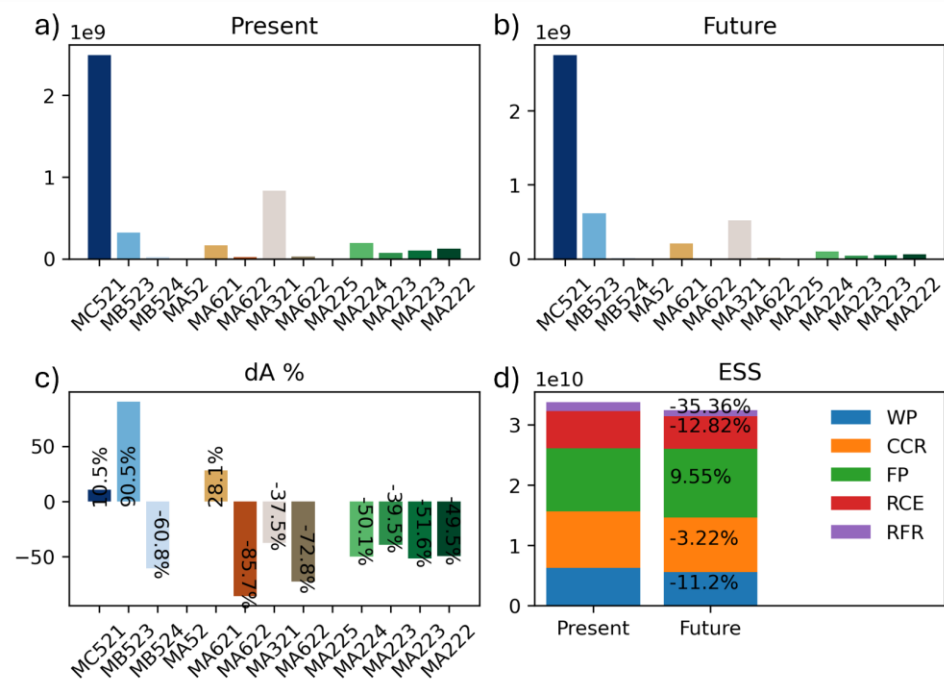 a) Present
1e9
2
1
0
MC521 MB523 MB524 MA52 MA621 MA622 MA321 MA622 MA225 MA224 MA223 MA223 MA222
b) Future
1e9
2
1
0
MC521 MB523 MB524 MA52 MA621 MA622 MA321 MA622 MA225 MA224 MA223 MA223 MA222
c) dA %
50
0
−50
10.5% 90.5% -60.8% 28.1% -85.7% -37.5% -72.8% -50.1% -39.5% -51.6% -49.5%
MC521 MB523 MB524 MA52 MA621 MA622 MA321 MA622 MA225 MA224 MA223 MA223 MA222
d) ESS
1e10
3
2
1
0
-35.36%
-12.82%
9.55%
-3.22%
-11.2%
Present Future
WP
CCR
FP
RCE
RFR